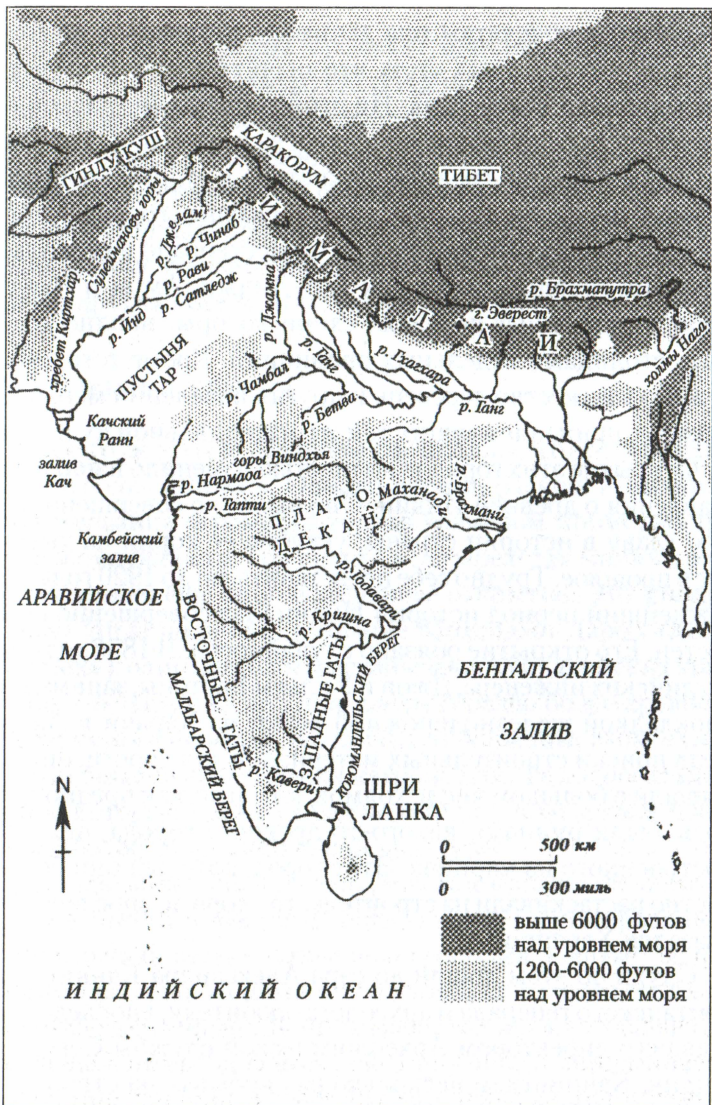 ГИНДУКУШ
КАРАКОРУМ
ТИБЕТ
ГИМАЛАИ
Сулеймановы горы
р. Джелам
р. Чинаб
р. Рави
р. Сатледж
р. Инд
хребет Киртхар
р. Джамна
р. Брахмапутра
г. Эверест
холмы Нага
ПУСТЫНЯ
ТАР
р. Чамбал
р. Ганг
р. Гхагхара
р. Ганг
р. Бетва
Качский
Ранн
залив
Кач
горы Виндхья
р. Нармаоа
р. Тапти
ПЛАТО
ДЕКАН
Маханади
р. Брахмани
Камбейский
залив
р. Годавари
р. Кришна
АРАВИЙСКОЕ
МОРЕ
ВОСТОЧНЫЕ ГАТЫ
МАЛАБАРСКИЙ БЕРЕГ
ЗАПАДНЫЕ ГАТЫ
КОРОМАНДЕЛЬСКИЙ БЕРЕГ
БЕНГАЛЬСКИЙ
ЗАЛИВ
р. Кавери
ШРИ
ЛАНКА
N
0 500 км
0 300 миль
выше 6000 футов
над уровнем моря
1200-6000 футов
над уровнем моря
ИНДИЙСКИЙ ОКЕАН